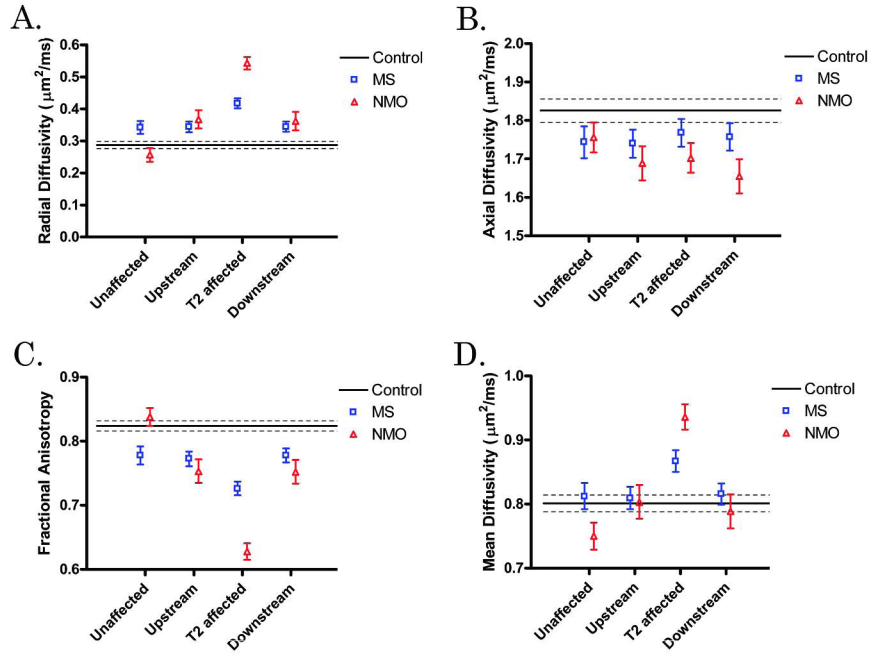 A.
Radial Diffusivity ( μm²/ms)
0.6
0.5
0.4
0.3
0.2
0.1
0.0
Unaffected
Upstream
T2 affected
Downstream
Control
MS
NMO
B.
Axial Diffusivity ( μm²/ms)
2.0
1.9
1.8
1.7
1.6
1.5
Unaffected
Upstream
T2 affected
Downstream
Control
MS
NMO
C.
Fractional Anisotropy
0.9
0.8
0.7
0.6
Unaffected
Upstream
T2 affected
Downstream
Control
MS
NMO
D.
Mean Diffusivity ( μm²/ms)
1.0
0.9
0.8
0.7
Unaffected
Upstream
T2 affected
Downstream
Control
MS
NMO